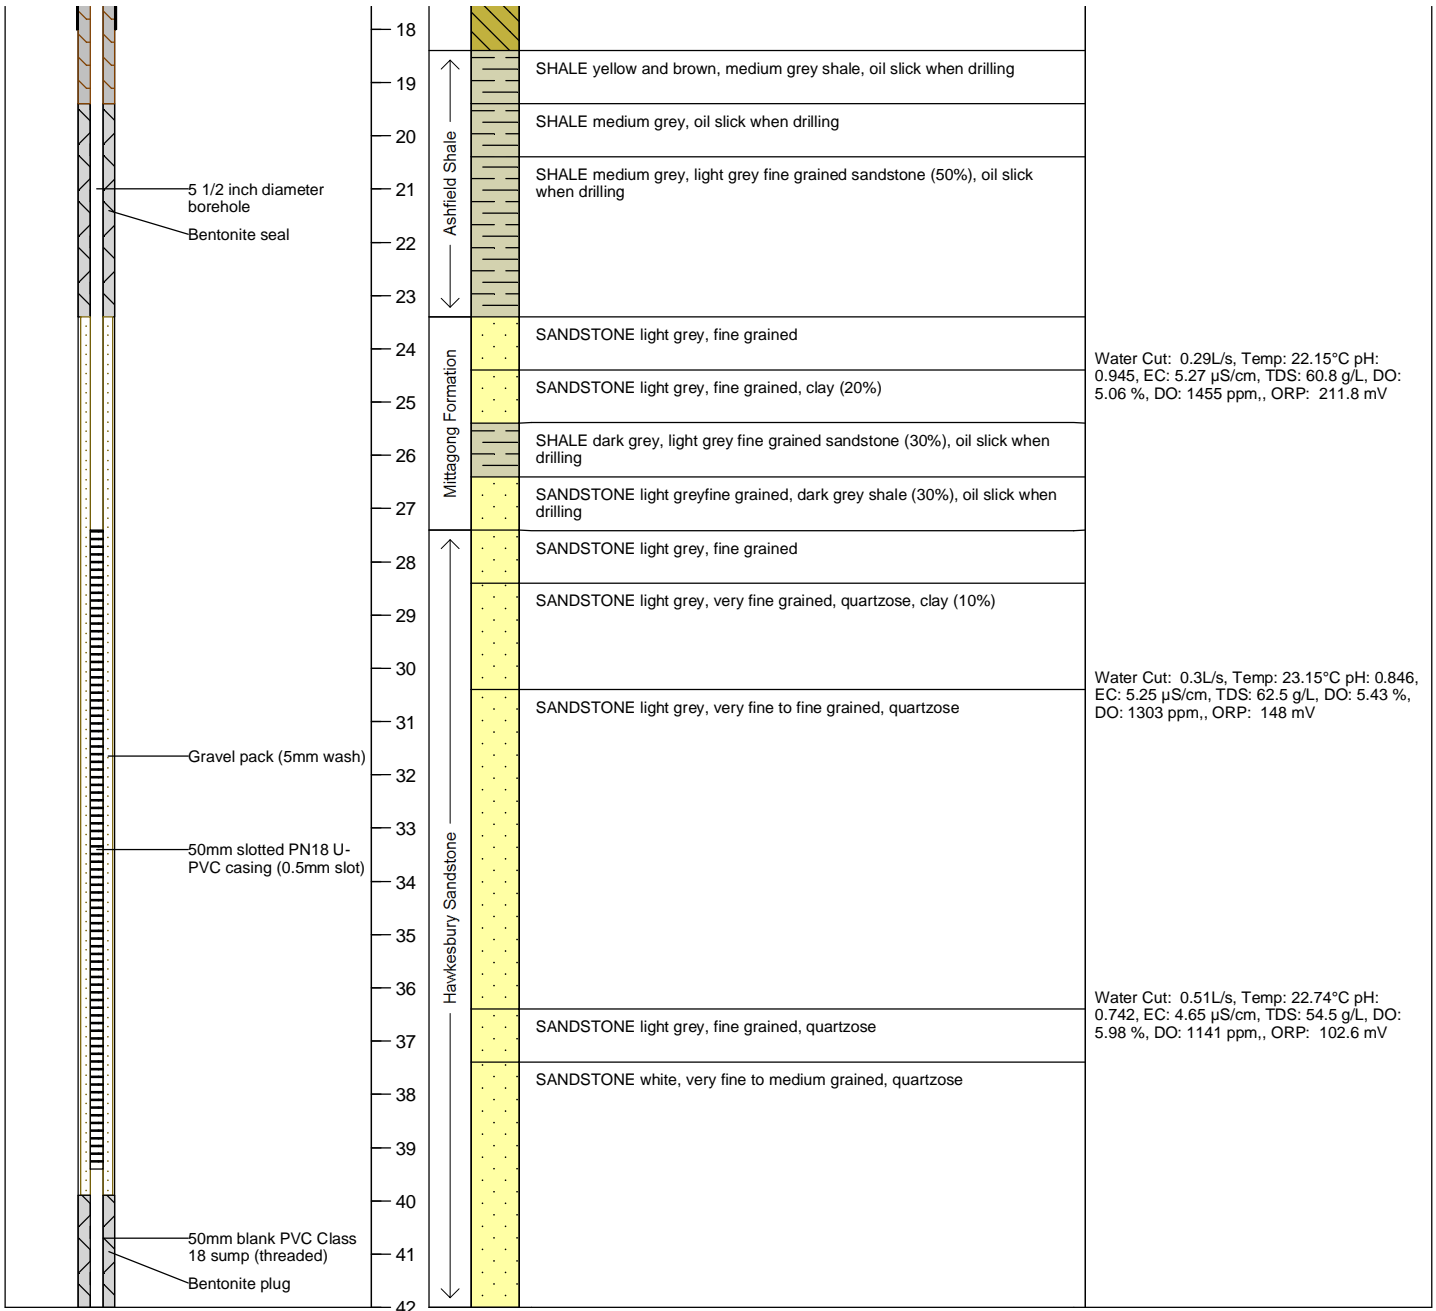 5 1/2 inch diameter
borehole
Bentonite seal
Gravel pack (5mm wash)
50mm slotted PN18 U-
PVC casing (0.5mm slot)
50mm blank PVC Class
18 sump (threaded)
Bentonite plug
18
19
20
21
22
23
24
25
26
27
28
29
30
31
32
33
34
35
36
37
38
39
40
41
42
Ashfield Shale
Mittagong Formation
Hawkesbury Sandstone
SHALE yellow and brown, medium grey shale, oil slick when drilling
SHALE medium grey, oil slick when drilling
SHALE medium grey, light grey fine grained sandstone (50%), oil slick
when drilling
SANDSTONE light grey, fine grained
SANDSTONE light grey, fine grained, clay (20%)
SHALE dark grey, light grey fine grained sandstone (30%), oil slick when
drilling
SANDSTONE light greyfine grained, dark grey shale (30%), oil slick when
drilling
SANDSTONE light grey, fine grained
SANDSTONE light grey, very fine grained, quartzose, clay (10%)
SANDSTONE light grey, very fine to fine grained, quartzose
SANDSTONE light grey, fine grained, quartzose
SANDSTONE white, very fine to medium grained, quartzose
Water Cut:  0.29L/s, Temp: 22.15°C pH:
0.945, EC: 5.27 µS/cm, TDS: 60.8 g/L, DO:
5.06 %, DO: 1455 ppm,, ORP:  211.8 mV
Water Cut:  0.3L/s, Temp: 23.15°C pH: 0.846,
EC: 5.25 µS/cm, TDS: 62.5 g/L, DO: 5.43 %,
DO: 1303 ppm,, ORP:  148 mV
Water Cut:  0.51L/s, Temp: 22.74°C pH:
0.742, EC: 4.65 µS/cm, TDS: 54.5 g/L, DO:
5.98 %, DO: 1141 ppm,, ORP:  102.6 mV